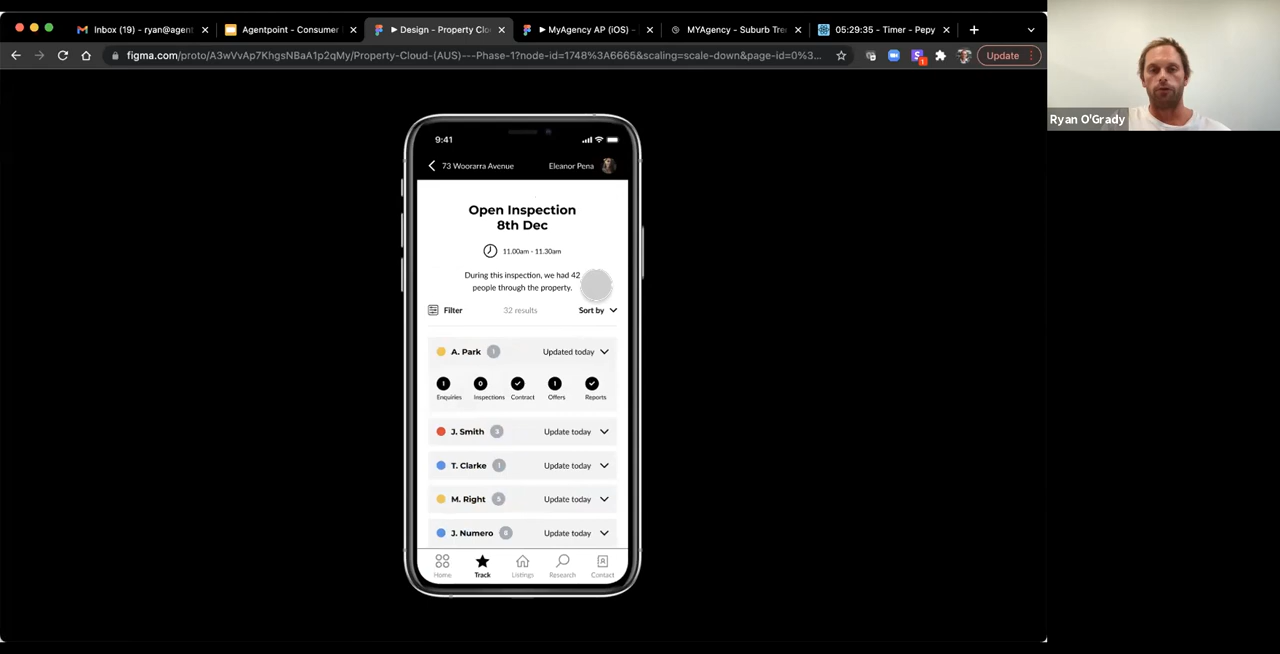 Inbox (19) - ryan@agent
Agentpoint - Consumer
Design - Property Clou
MyAgency AP (iOS) -
MYAgency - Suburb Tre
05:29:35 - Timer - Pepy
figma.com/proto/A3wVvAp7KhgsNBaA1p2qMy/Property-Cloud-(AUS)---Phase-1?node-id=1748%3A6665&scaling=scale-down&page-id=0%3...
Update
Ryan O'Grady
9:41
73 Woorarra Avenue
Eleanor Pena
Open Inspection
8th Dec
11.00am - 11.30am
During this inspection, we had 42
people through the property.
Filter
32 results
Sort by
A. Park 1
Updated today
1 0 1
Enquiries Inspections Contract Offers Reports
J. Smith 3
Update today
T. Clarke 1
Update today
M. Right 5
Update today
J. Numero 6
Update today
Home Track Listings Research Contact